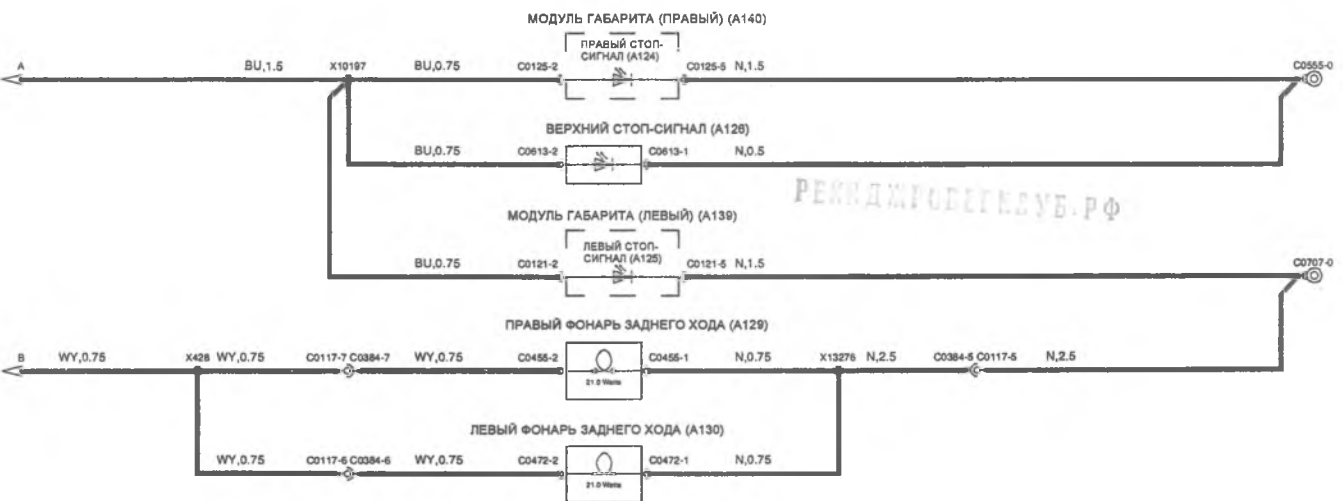 МОДУЛЬ ГАБАРИТА (ПРАВЫЙ) (A140)
ПРАВЫЙ СТОП-
СИГНАЛ (A124)
A BU,1.5 X10197 BU,0.75 C0125-2 C0125-5 N,1.5 C0555-0
ВЕРХНИЙ СТОП-СИГНАЛ (A126)
BU,0.75 C0613-2 C0613-1 N,0.5
РЕЙНДЖРОВЕРКЛУБ.РФ
МОДУЛЬ ГАБАРИТА (ЛЕВЫЙ) (A139)
ЛЕВЫЙ СТОП-
СИГНАЛ (A125)
BU,0.75 C0121-2 C0121-5 N,1.5 C0707-0
ПРАВЫЙ ФОНАРЬ ЗАДНЕГО ХОДА (A129)
B WY,0.75 X428 WY,0.75 C0117-7 C0384-7 WY,0.75 C0455-2 C0455-1 N,0.75 X13276 N,2.5 C0384-5 C0117-5 N,2.5
21.0 Watts
ЛЕВЫЙ ФОНАРЬ ЗАДНЕГО ХОДА (A130)
WY,0.75 C0117-6 C0384-6 WY,0.75 C0472-2 C0472-1 N,0.75
21.0 Watts